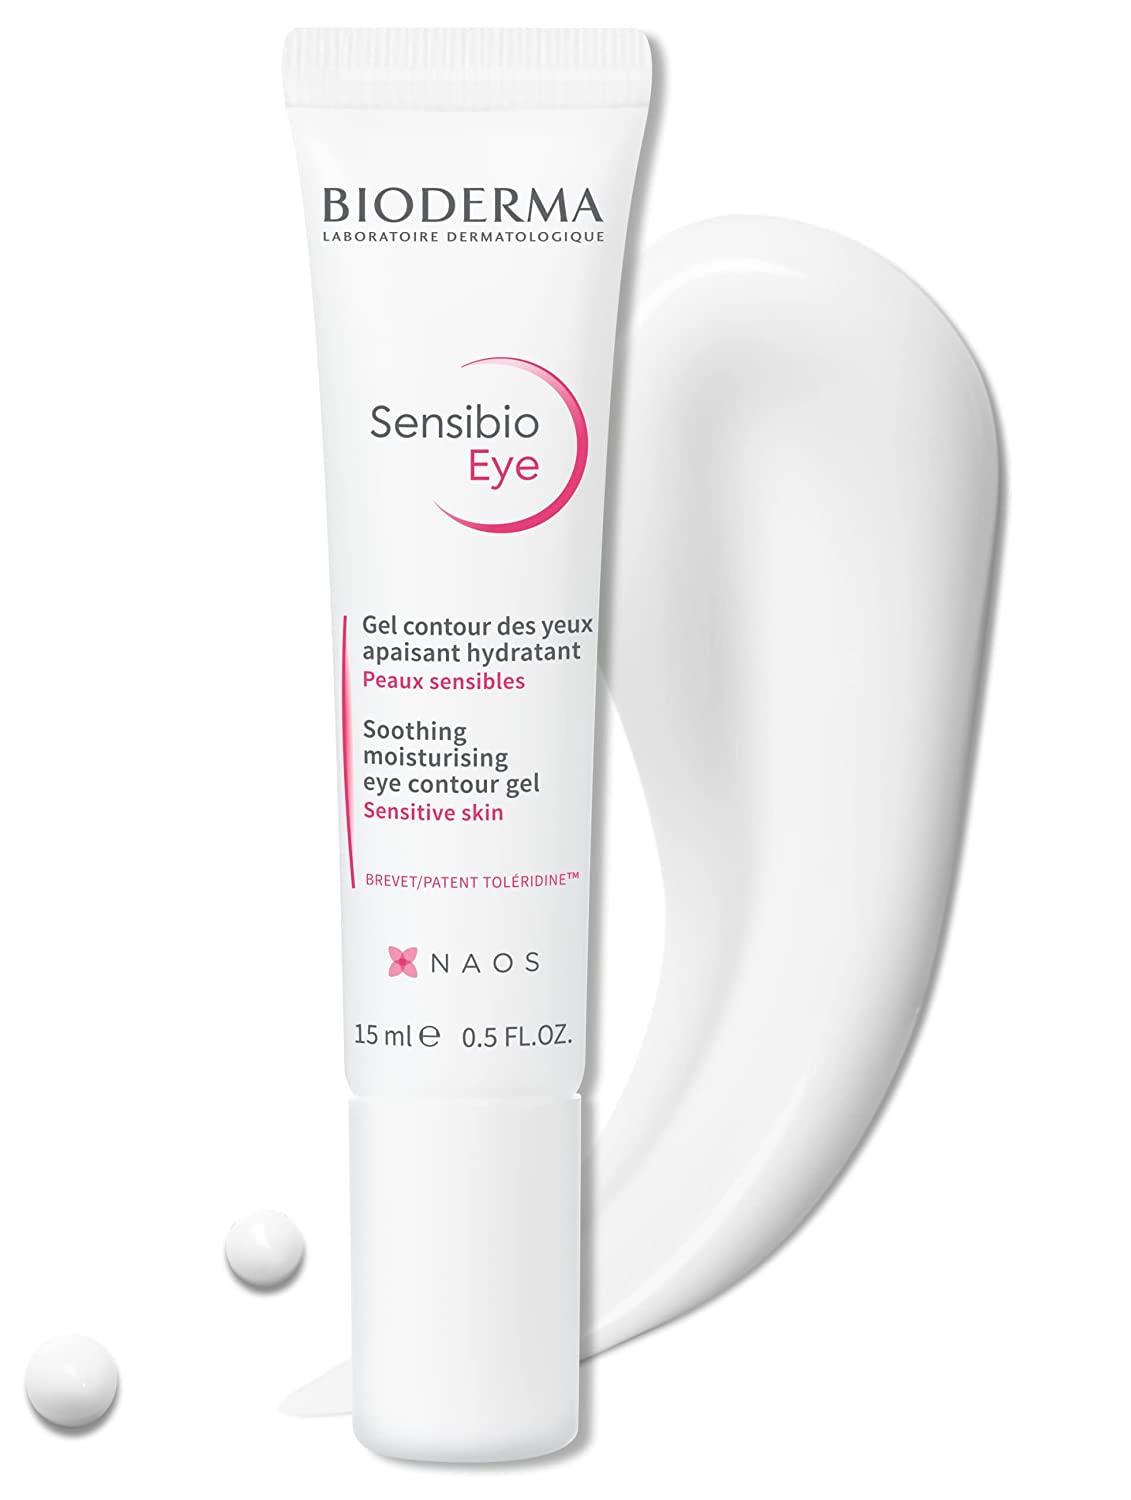 BIODERMA
LABORATOIRE DERMATOLOGIQUE
Sensibio
Eye
Gel contour des yeux
apaisant hydratant
Peaux sensibles
Soothing
moisturising
eye contour gel
Sensitive skin
BREVET/PATENT TOLÉRIDINE™
NAOS
15 ml ℮ 0.5 FL.OZ.